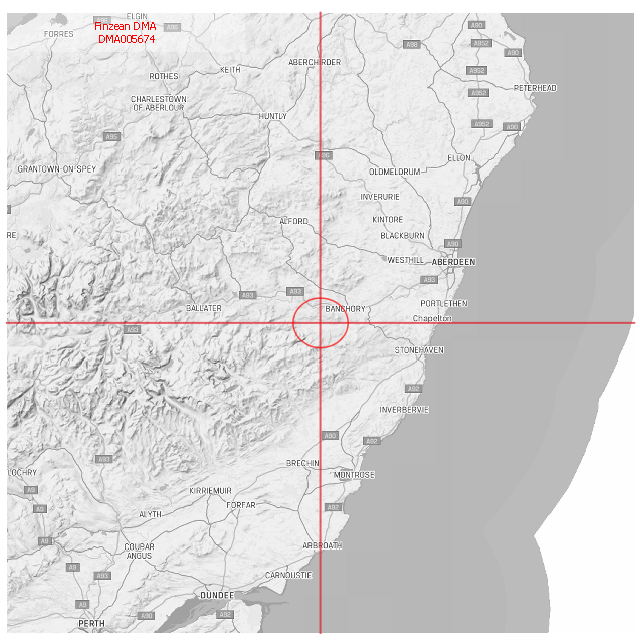 ELGIN
A96
Finzean DMA
DMA005674
FORRES
A90
A98
A952
A90
ABERCHIRDER
KEITH
A952
ROTHES
PETERHEAD
A952
CHARLESTOWN
OF ABERLOUR
HUNTLY
A952
A90
A95
A96
ELLON
GRANTOWN-ON-SPEY
OLDMELDRUM
INVERURIE
A90
KINTORE
ALFORD
RE
BLACKBURN
A90
WESTHILL
ABERDEEN
A93
A93
A93
PORTLETHEN
BALLATER
BANCHORY
Chapelton
A93
STONEHAVEN
A92
INVERBERVIE
A90
A92
A93
BRECHIN
LOCHRY
MONTROSE
A9
KIRRIEMUIR
FORFAR
A92
A9
ALYTH
A9
COUPAR
ANGUS
ARBROATH
A9
A93
CARNOUSTIE
DUNDEE
A9
A90
A92
PERTH